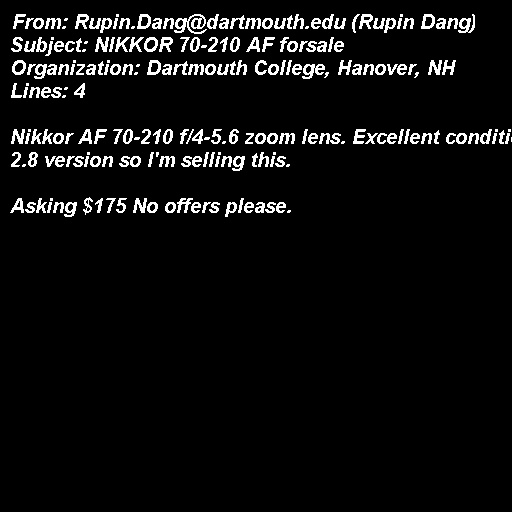 From: Rupin.Dang@dartmouth.edu (Rupin Dang)
Subject: NIKKOR 70-210 AF forsale
Organization: Dartmouth College, Hanover, NH
Lines: 4

Nikkor AF 70-210 f/4-5.6 zoom lens. Excellent conditi
2.8 version so I'm selling this.

Asking $175 No offers please.